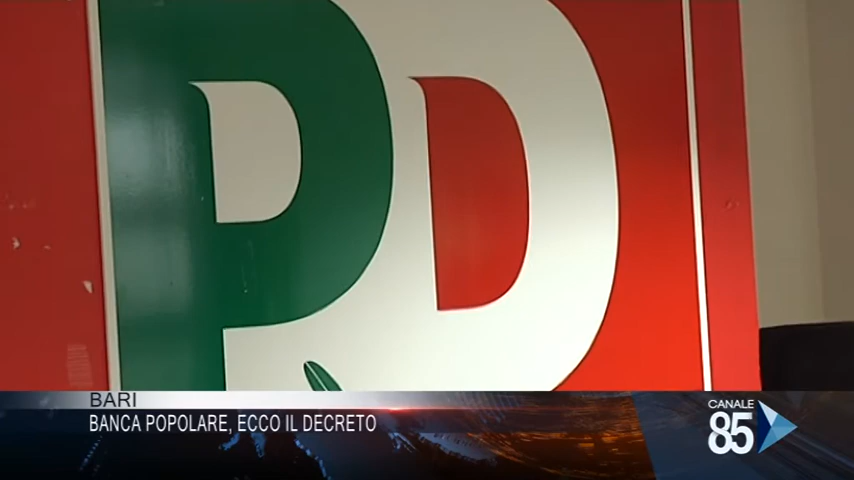 PD
BARI
BANCA POPOLARE, ECCO IL DECRETO
CANALE
85